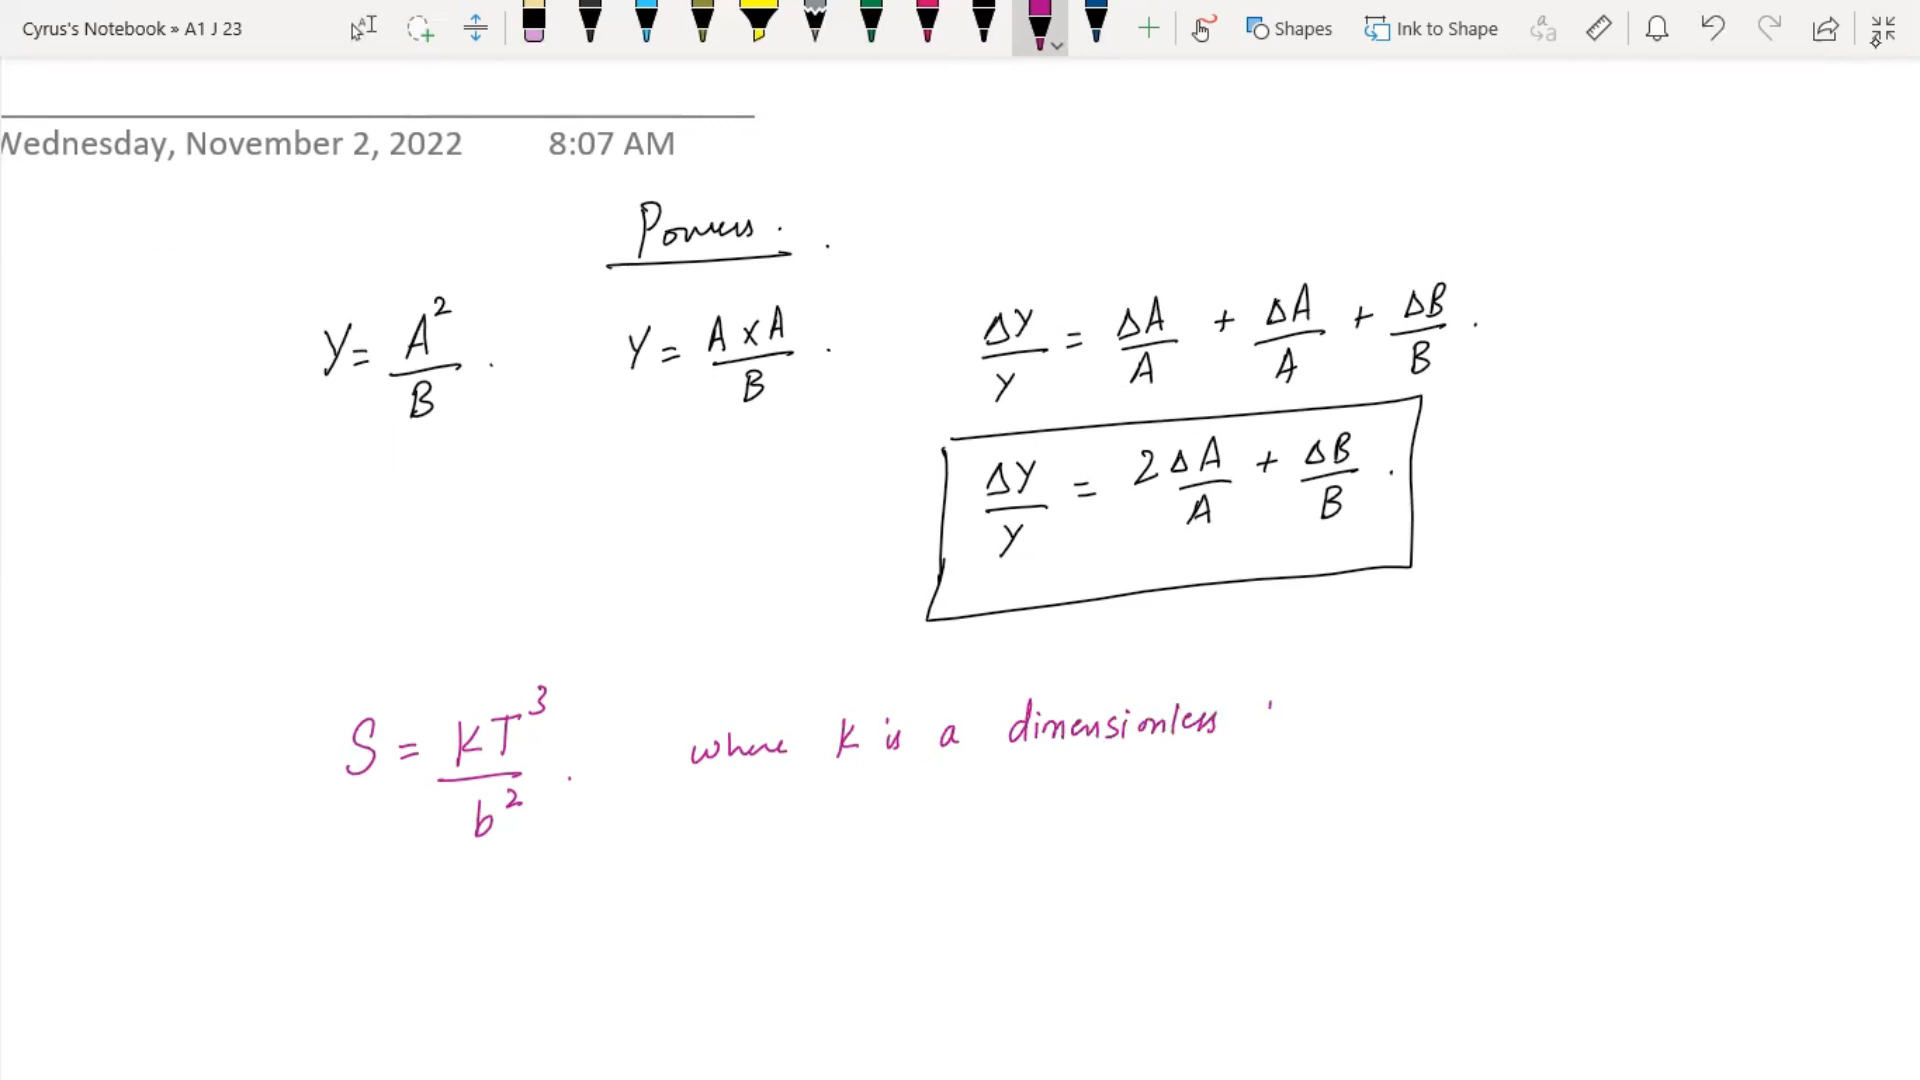 Cyrus's Notebook » A1 J 23
Shapes
Ink to Shape
Wednesday, November 2, 2022 8:07 AM
Powers.
Y = A²/B. Y = A x A/B. ΔY/Y = ΔA/A + ΔA/A + ΔB/B.
ΔY/Y = 2ΔA/A + ΔB/B.
S = kT³/b². where k is a dimensionless